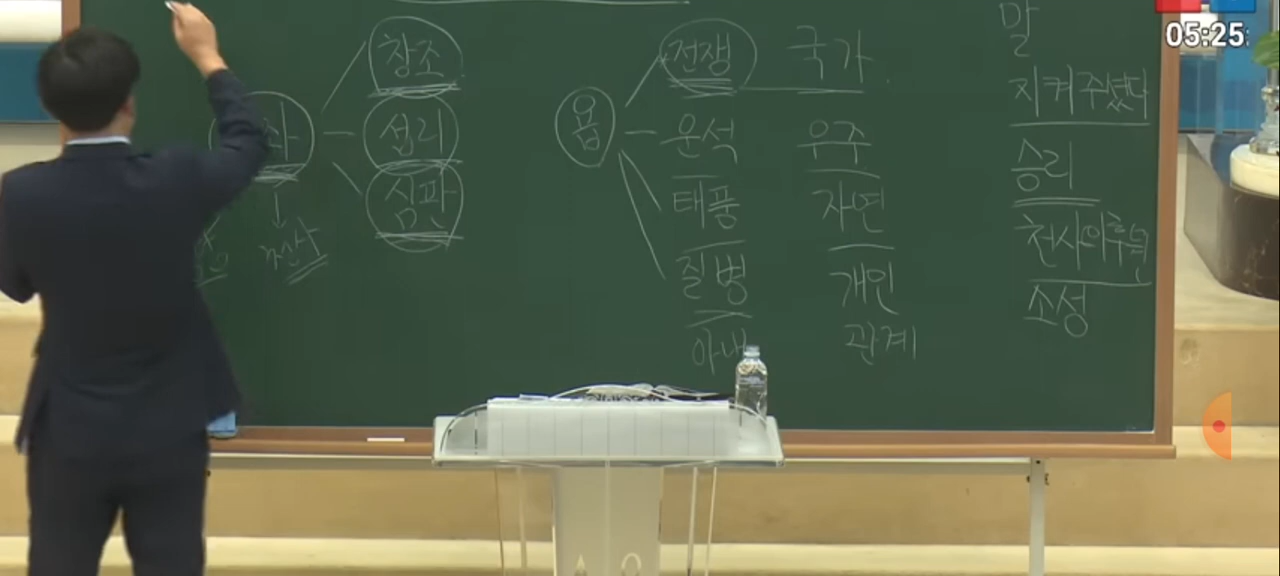 창조
섭리
심판
욥
전쟁 국가
운석 우주
태풍 자연
질병 개인
아내 관계
말
지켜주셨다
승리
천사의
소성
05:25